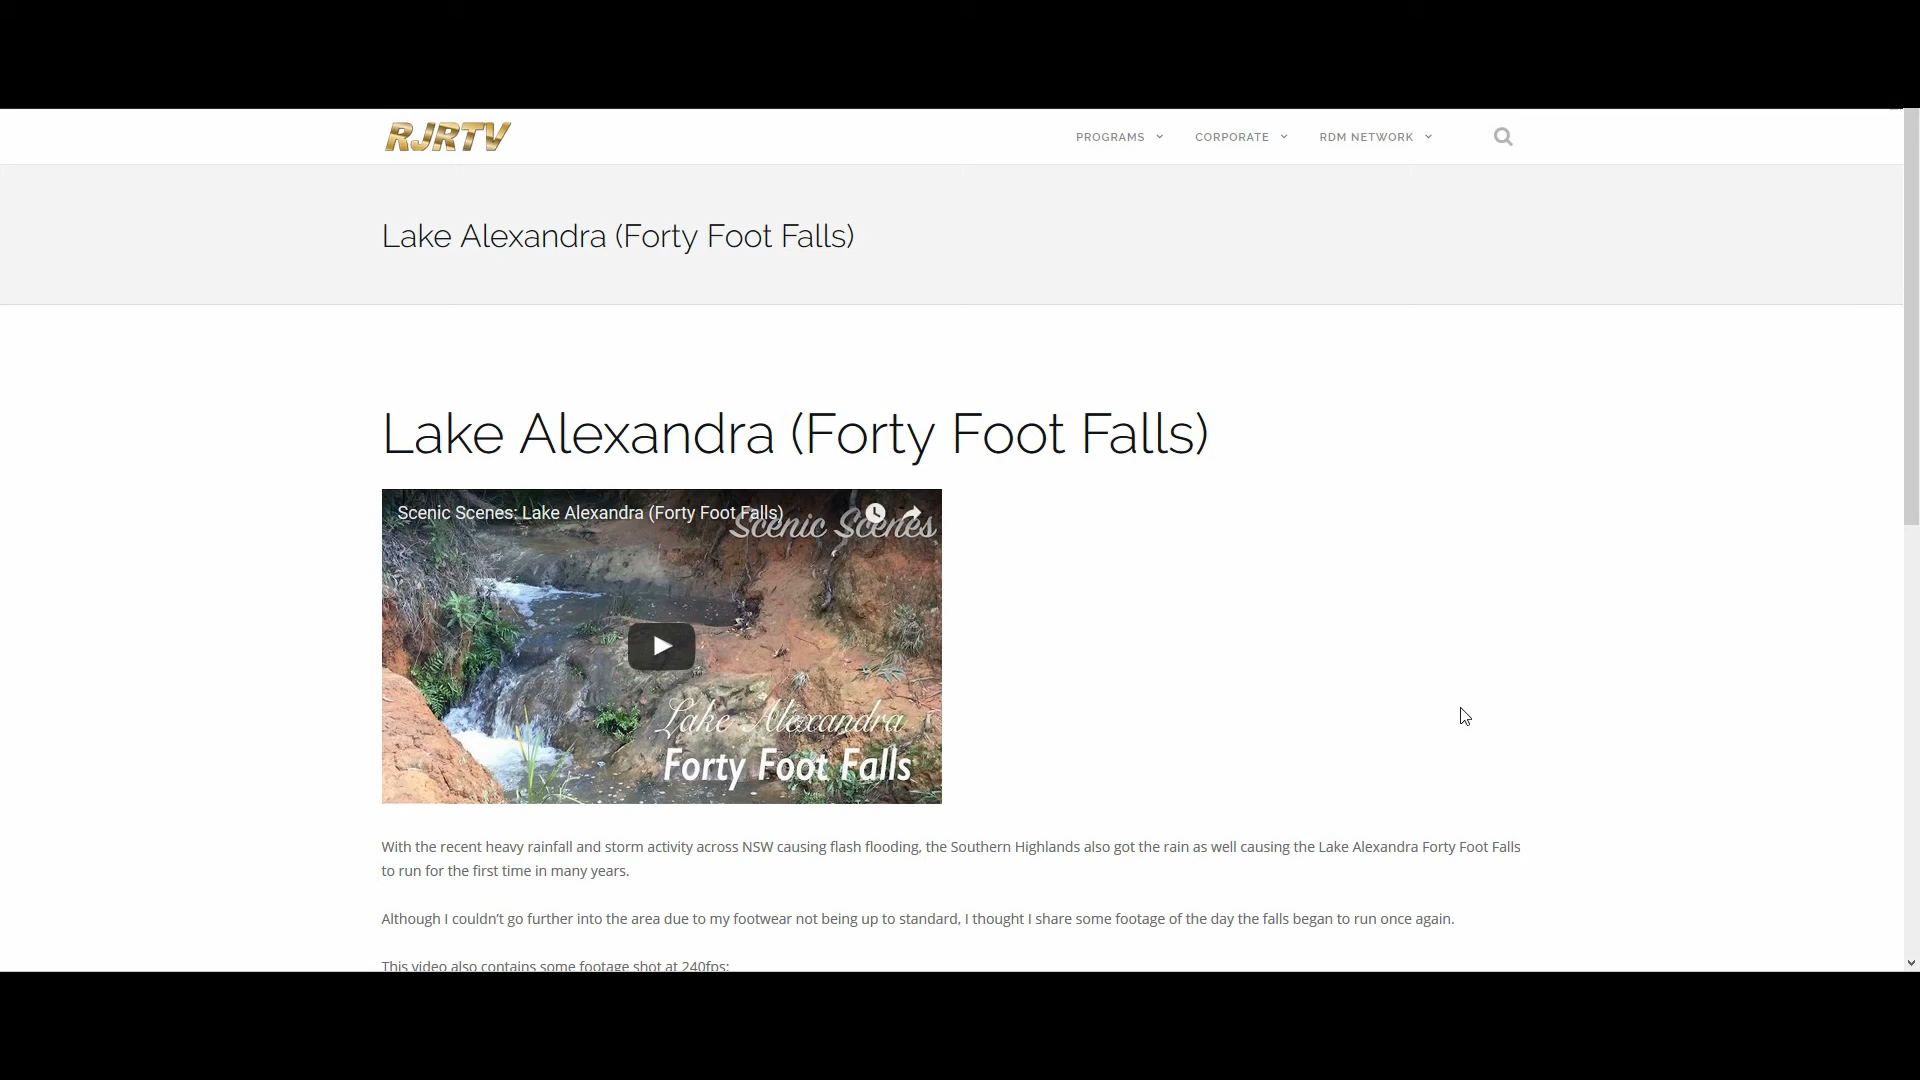 RJRTV
PROGRAMS
CORPORATE
RDM NETWORK
Lake Alexandra (Forty Foot Falls)
Lake Alexandra (Forty Foot Falls)
Scenic Scenes: Lake Alexandra (Forty Foot Falls)
Scenic Scenes
Lake Alexandra
Forty Foot Falls
With the recent heavy rainfall and storm activity across NSW causing flash flooding, the Southern Highlands also got the rain as well causing the Lake Alexandra Forty Foot Falls
to run for the first time in many years.
Although I couldn’t go further into the area due to my footwear not being up to standard, I thought I share some footage of the day the falls began to run once again.
This video also contains some footage shot at 240fps: